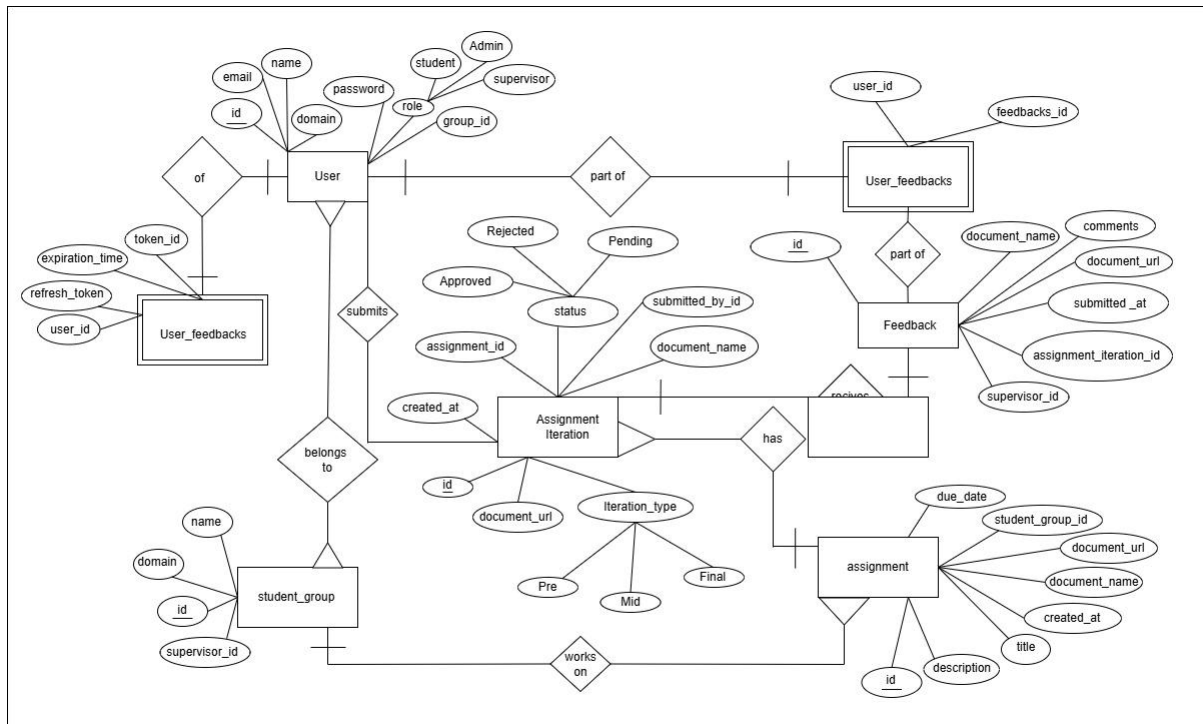 Admin
name
student
email
supervisor
password
user_id
role
id
domain
group_id
feedbacks_id
of
User
part of
User_feedbacks
token_id
Rejected
Pending
id
document_name
comments
expiration_time
Approved
part of
document_url
refresh_token
submits
status
submitted_by_id
submitted _at
user_id
User_feedbacks
Feedback
assignment_id
document_name
assignment_iteration_id
created_at
recives
supervisor_id
Assignment
Iteration
has
belongs
to
id
Iteration_type
due_date
name
document_url
student_group_id
domain
document_url
Pre
Final
assignment
document_name
id
student_group
Mid
created_at
supervisor_id
works
on
title
description
id